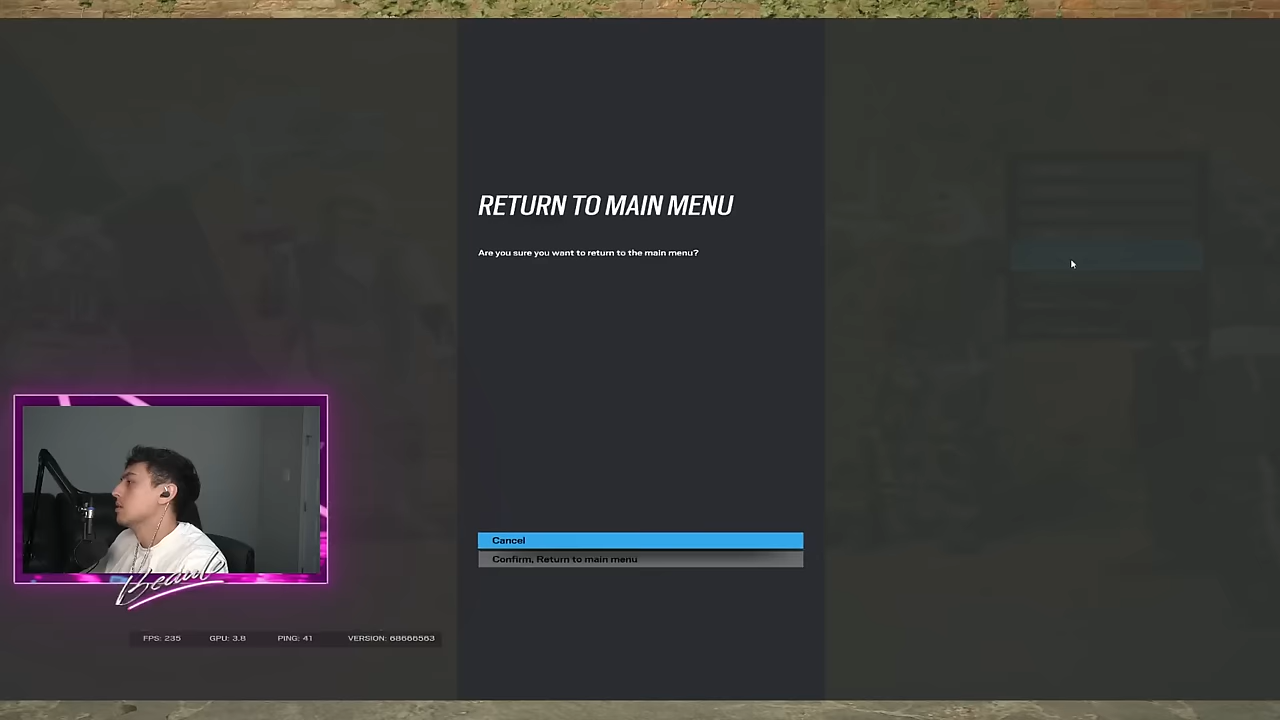 RETURN TO MAIN MENU
Are you sure you want to return to the main menu?
Cancel
Confirm, Return to main menu
Beaulo
FPS: 235 GPU: 3.8 PING: 41 VERSION: 68666563